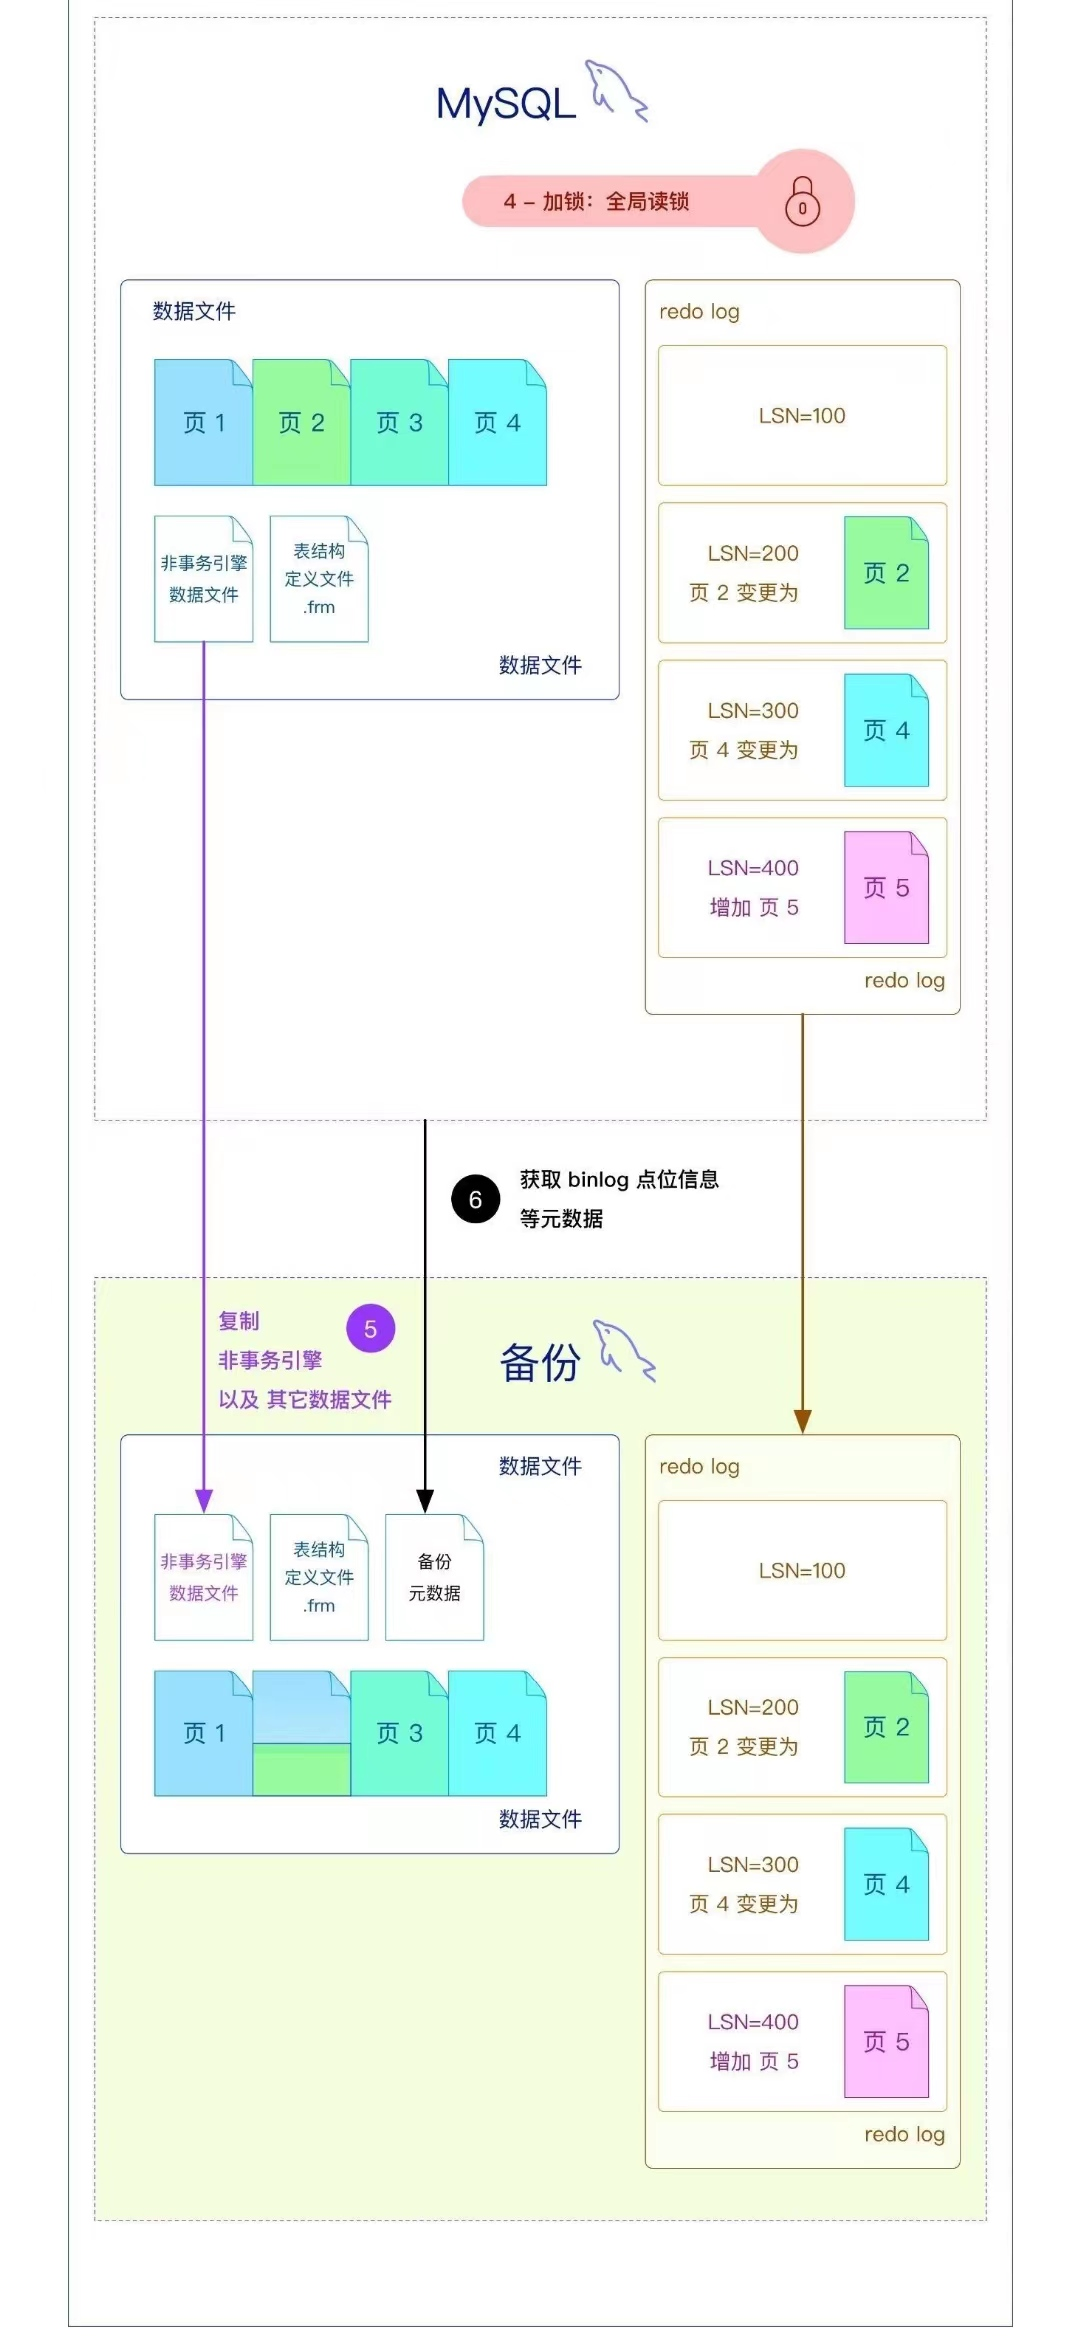 MySQL
4 – 加锁：全局读锁
数据文件
页 1
页 2
页 3
页 4
非事务引擎
数据文件
表结构
定义文件
.frm
数据文件
redo log
LSN=100
LSN=200
页 2 变更为
页 2
LSN=300
页 4 变更为
页 4
LSN=400
增加 页 5
页 5
redo log
6
获取 binlog 点位信息
等元数据
复制
非事务引擎
以及 其它数据文件
5
备份
数据文件
非事务引擎
数据文件
表结构
定义文件
.frm
备份
元数据
页 1
页 3
页 4
数据文件
redo log
LSN=100
LSN=200
页 2 变更为
页 2
LSN=300
页 4 变更为
页 4
LSN=400
增加 页 5
页 5
redo log